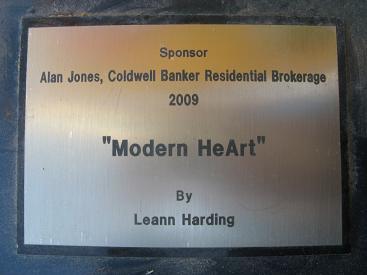 Sponsor
Alan Jones, Coldwell Banker Residential Brokerage
2009
"Modern HeArt"
By
Leann Harding